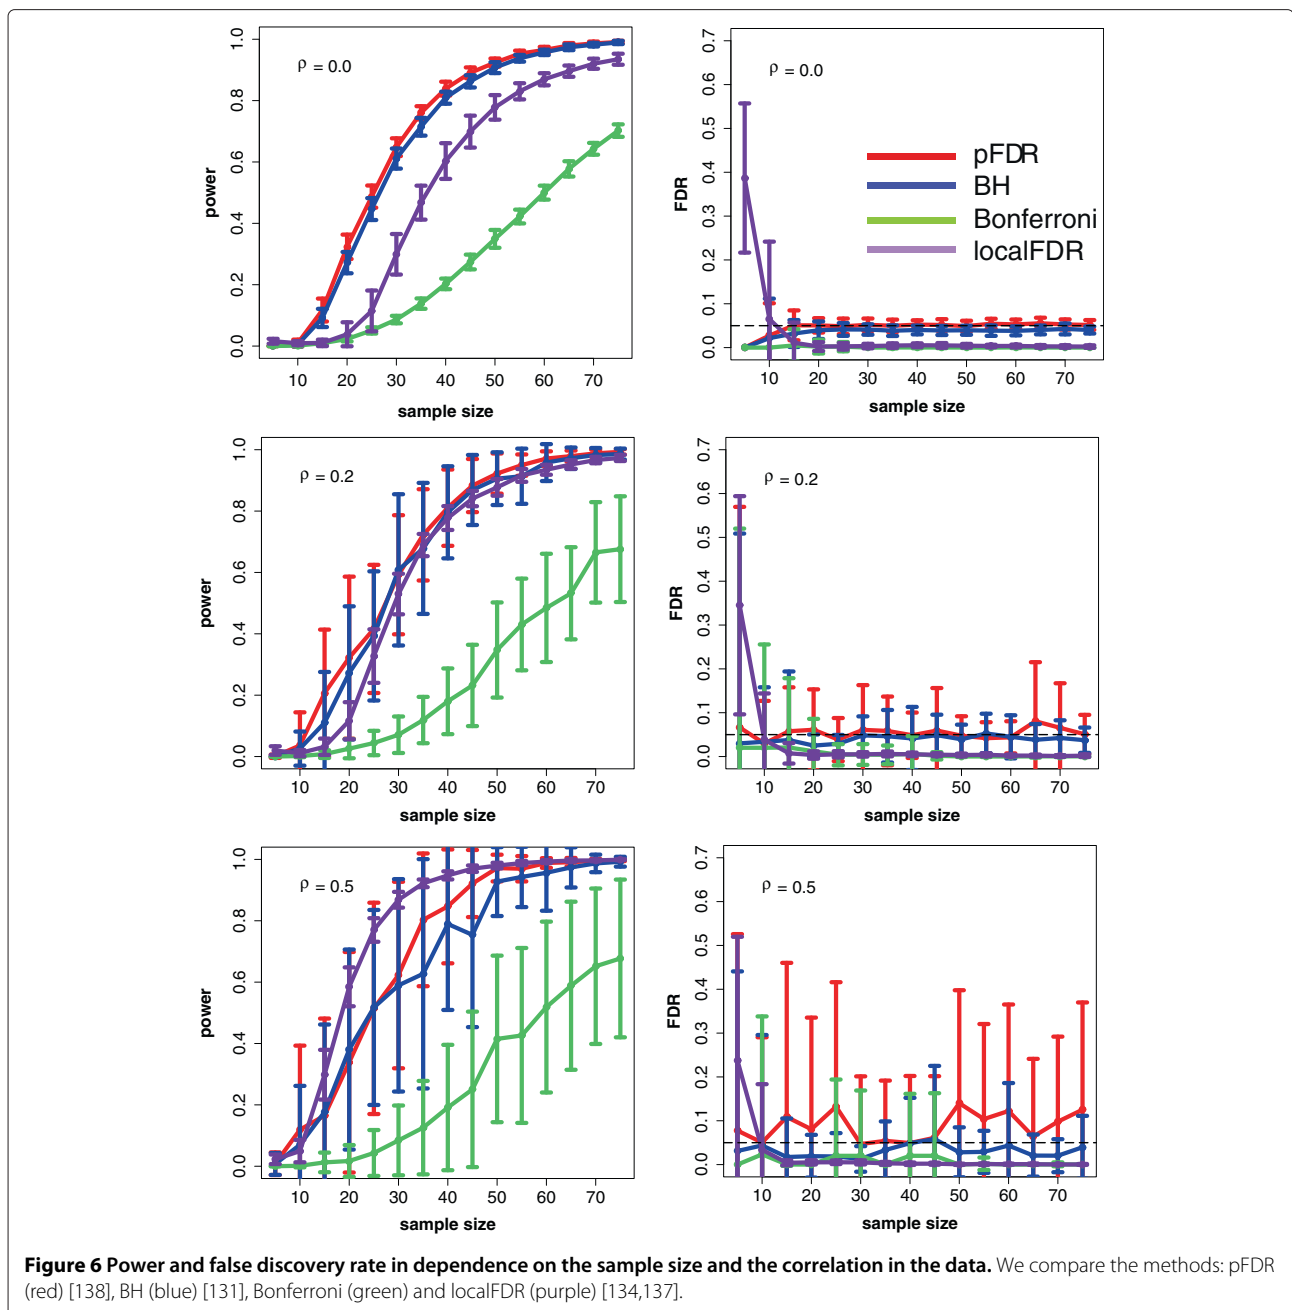 1.0
0.8
0.6
0.4
0.2
0.0
power
ρ = 0.0
10 20 30 40 50 60 70
sample size
0.7
0.6
0.5
0.4
0.3
0.2
0.1
0.0
FDR
ρ = 0.0
pFDR
BH
Bonferroni
localFDR
10 20 30 40 50 60 70
sample size
1.0
0.8
0.6
0.4
0.2
0.0
power
ρ = 0.2
10 20 30 40 50 60 70
sample size
0.7
0.6
0.5
0.4
0.3
0.2
0.1
0.0
FDR
ρ = 0.2
10 20 30 40 50 60 70
sample size
1.0
0.8
0.6
0.4
0.2
0.0
power
ρ = 0.5
10 20 30 40 50 60 70
sample size
0.7
0.6
0.5
0.4
0.3
0.2
0.1
0.0
FDR
ρ = 0.5
10 20 30 40 50 60 70
sample size
Figure 6 Power and false discovery rate in dependence on the sample size and the correlation in the data. We compare the methods: pFDR
(red) [138], BH (blue) [131], Bonferroni (green) and localFDR (purple) [134,137].